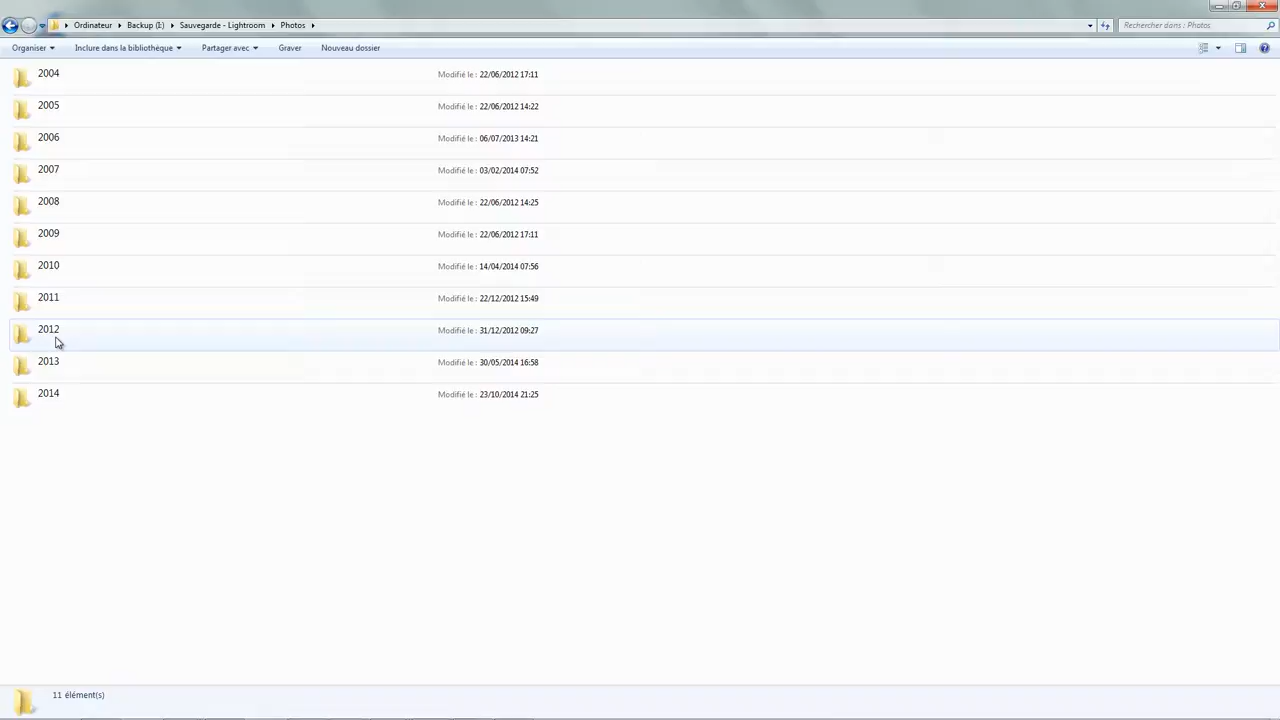 Ordinateur Backup (I:) Sauvegarde - Lightroom Photos Rechercher dans : Photos
Organiser Inclure dans la bibliothèque Partager avec Graver Nouveau dossier
2004 Modifié le : 22/06/2012 17:11
2005 Modifié le : 22/06/2012 14:22
2006 Modifié le : 06/07/2013 14:21
2007 Modifié le : 03/02/2014 07:52
2008 Modifié le : 22/06/2012 14:25
2009 Modifié le : 22/06/2012 17:11
2010 Modifié le : 14/04/2014 07:56
2011 Modifié le : 22/12/2012 15:49
2012 Modifié le : 31/12/2012 09:27
2013 Modifié le : 30/05/2014 16:58
2014 Modifié le : 23/10/2014 21:25
11 élément(s)